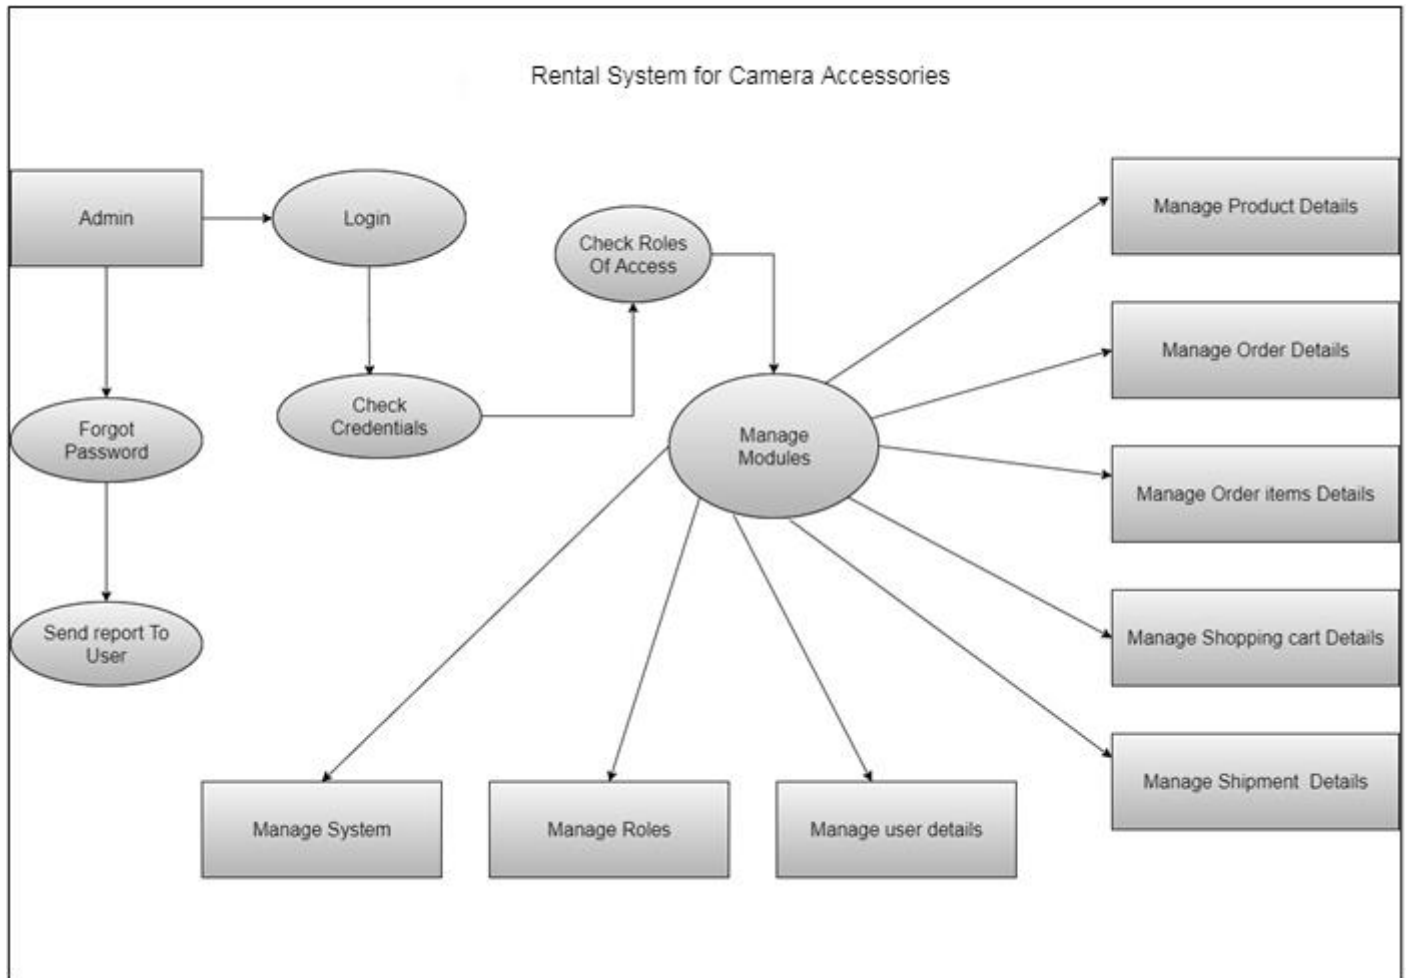 Rental System for Camera Accessories
Admin
Login
Check Roles
Of Access
Manage Product Details
Manage Order Details
Forgot
Password
Check
Credentials
Manage
Modules
Manage Order items Details
Send report To
User
Manage Shopping cart Details
Manage Shipment  Details
Manage System
Manage Roles
Manage user details